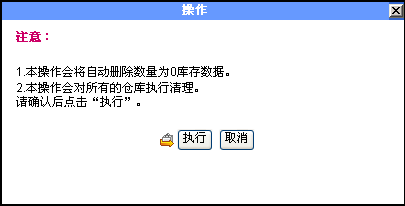 操作
注意：
1.本操作会将自动删除数量为0库存数据。
2.本操作会对所有的仓库执行清理。
请确认后点击“执行”。
执行 取消